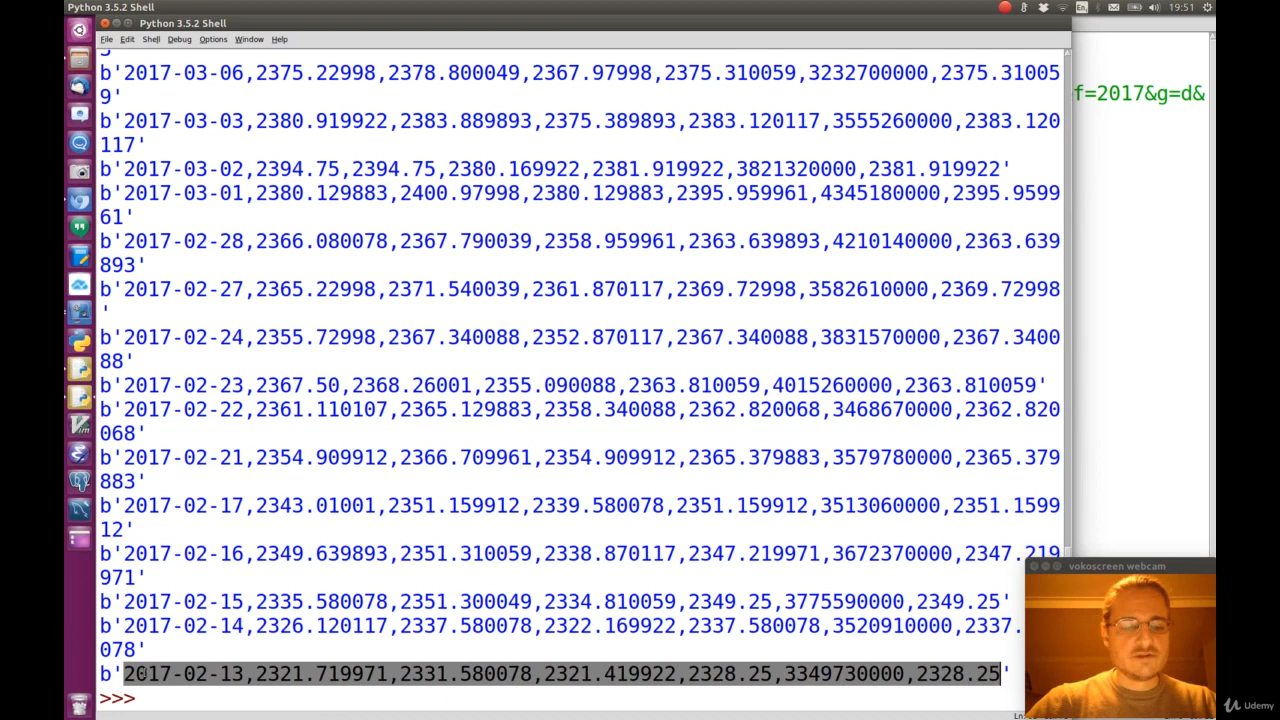 Python 3.5.2 Shell
En
19:51
Python 3.5.2 Shell
File Edit Shell Debug Options Window Help
b'2017-03-06,2375.22998,2378.800049,2367.97998,2375.310059,3232700000,2375.31005
9'
f=2017&g=d&
b'2017-03-03,2380.919922,2383.889893,2375.389893,2383.120117,3555260000,2383.120
117'
b'2017-03-02,2394.75,2394.75,2380.169922,2381.919922,3821320000,2381.919922'
b'2017-03-01,2380.129883,2400.97998,2380.129883,2395.959961,4345180000,2395.9599
61'
b'2017-02-28,2366.080078,2367.790039,2358.959961,2363.639893,4210140000,2363.639
893'
b'2017-02-27,2365.22998,2371.540039,2361.870117,2369.72998,3582610000,2369.72998
'
b'2017-02-24,2355.72998,2367.340088,2352.870117,2367.340088,3831570000,2367.3400
88'
b'2017-02-23,2367.50,2368.26001,2355.090088,2363.810059,4015260000,2363.810059'
b'2017-02-22,2361.110107,2365.129883,2358.340088,2362.820068,3468670000,2362.820
068'
b'2017-02-21,2354.909912,2366.709961,2354.909912,2365.379883,3579780000,2365.379
883'
b'2017-02-17,2343.01001,2351.159912,2339.580078,2351.159912,3513060000,2351.1599
12'
b'2017-02-16,2349.639893,2351.310059,2338.870117,2347.219971,3672370000,2347.219
971'
vokoscreen webcam
b'2017-02-15,2335.580078,2351.300049,2334.810059,2349.25,3775590000,2349.25'
b'2017-02-14,2326.120117,2337.580078,2322.169922,2337.580078,3520910000,2337.
078'
b'2017-02-13,2321.719971,2331.580078,2321.419922,2328.25,3349730000,2328.25'
>>>
Udemy